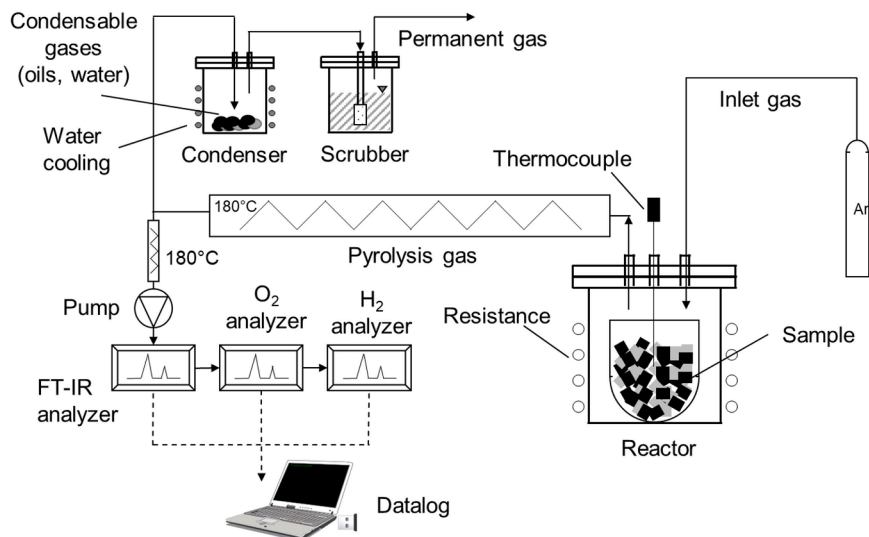 Condensable
gases
(oils, water)
Water
cooling
Condenser
Scrubber
Permanent gas
Inlet gas
Thermocouple
Ar
180°C
Pyrolysis gas
180°C
Pump
O2
analyzer
H2
analyzer
FT-IR
analyzer
Resistance
Sample
Reactor
Datalog